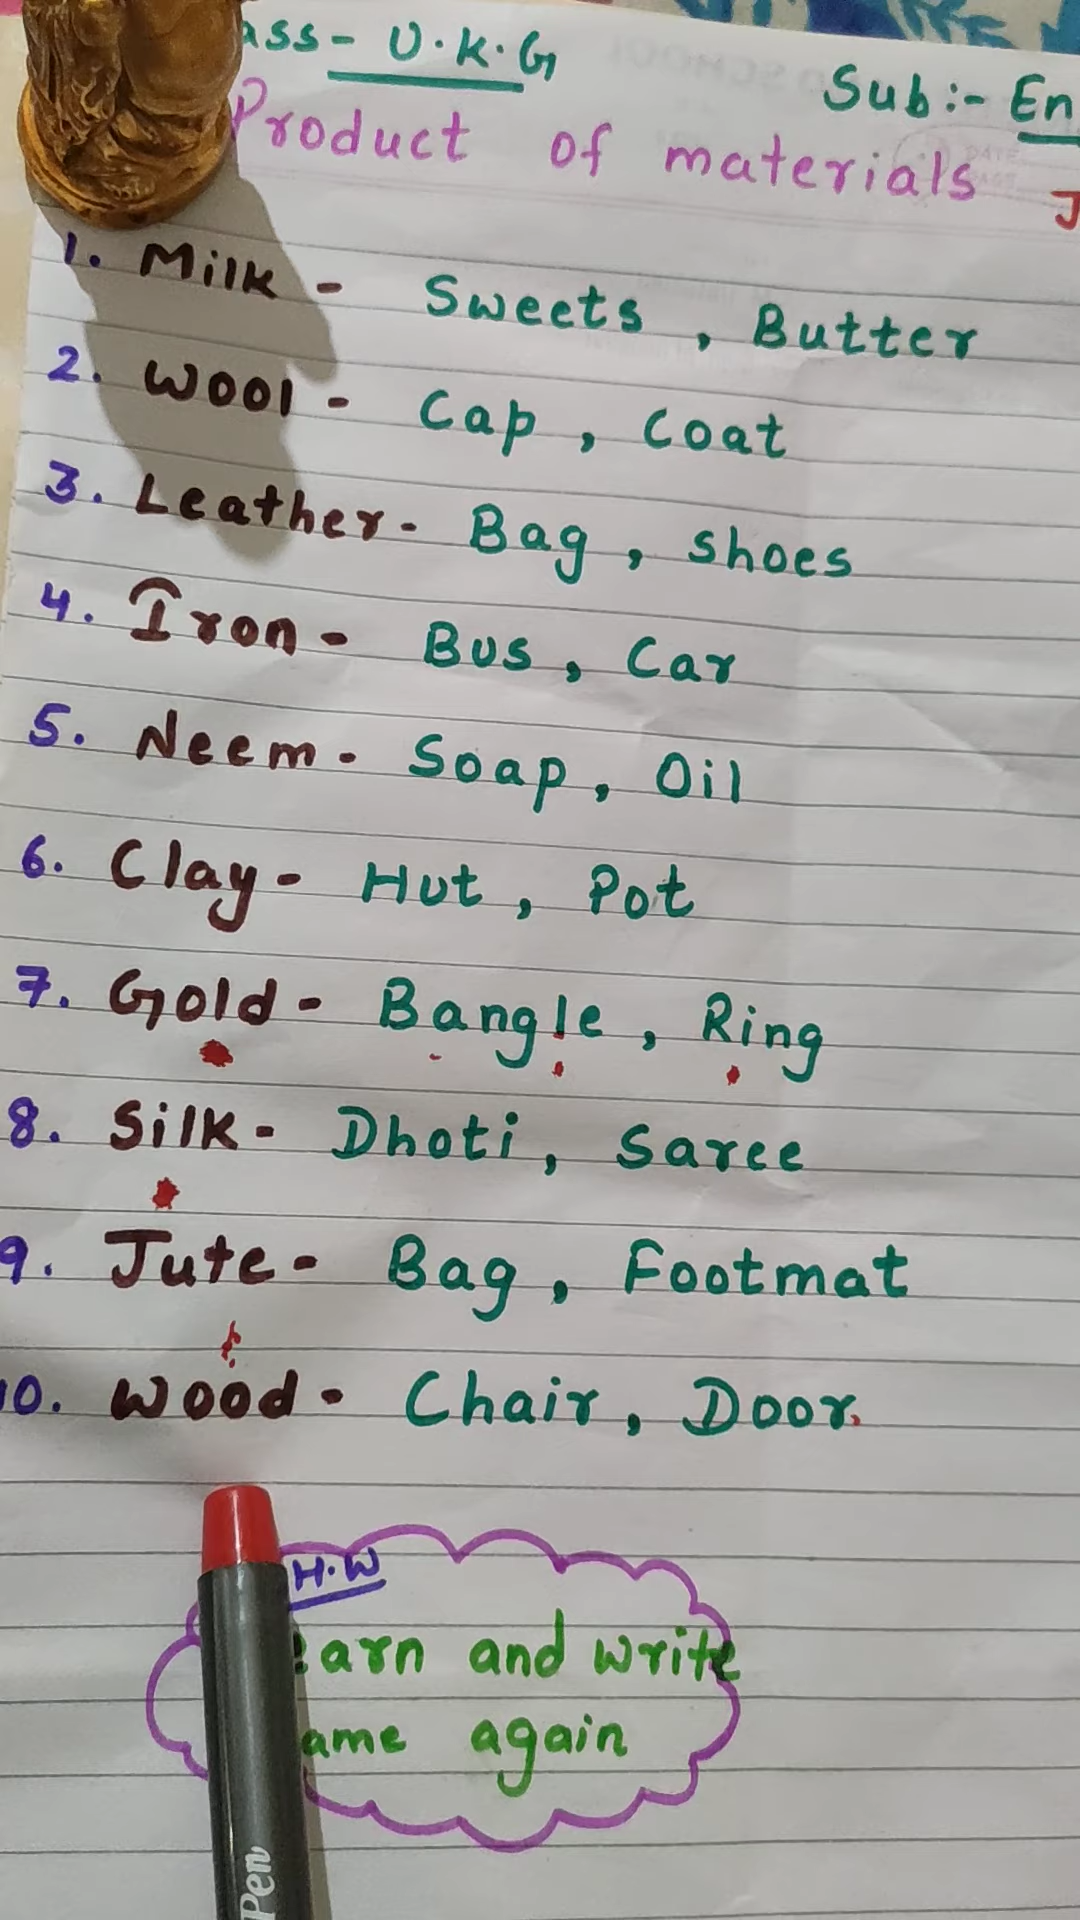 ass - U.K.G
Sub:- En
Product of materials J
1. Milk - Sweets, Butter
2. Wool - Cap, Coat
3. Leather - Bag, Shoes
4. Iron - Bus, Car
5. Neem - Soap, Oil
6. Clay - Hut, Pot
7. Gold - Bangle, Ring
8. Silk - Dhoti, Saree
9. Jute - Bag, Footmat
10. Wood - Chair, Door.
H.W
earn and write
ame again
Pen